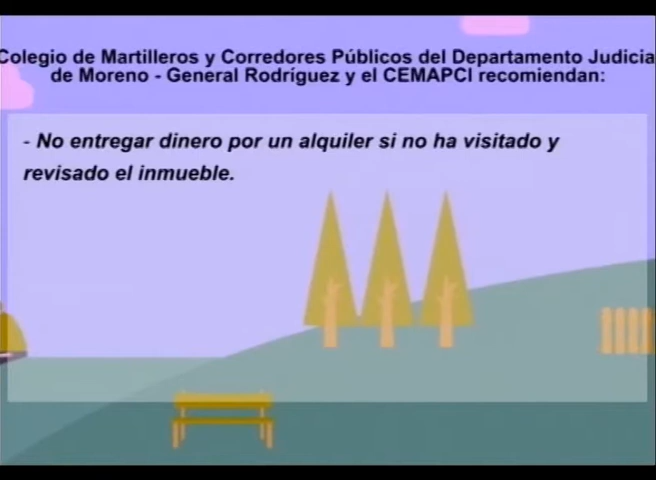 Colegio de Martilleros y Corredores Públicos del Departamento Judicia
de Moreno - General Rodríguez y el CEMAPCI recomiendan:
- No entregar dinero por un alquiler si no ha visitado y
revisado el inmueble.